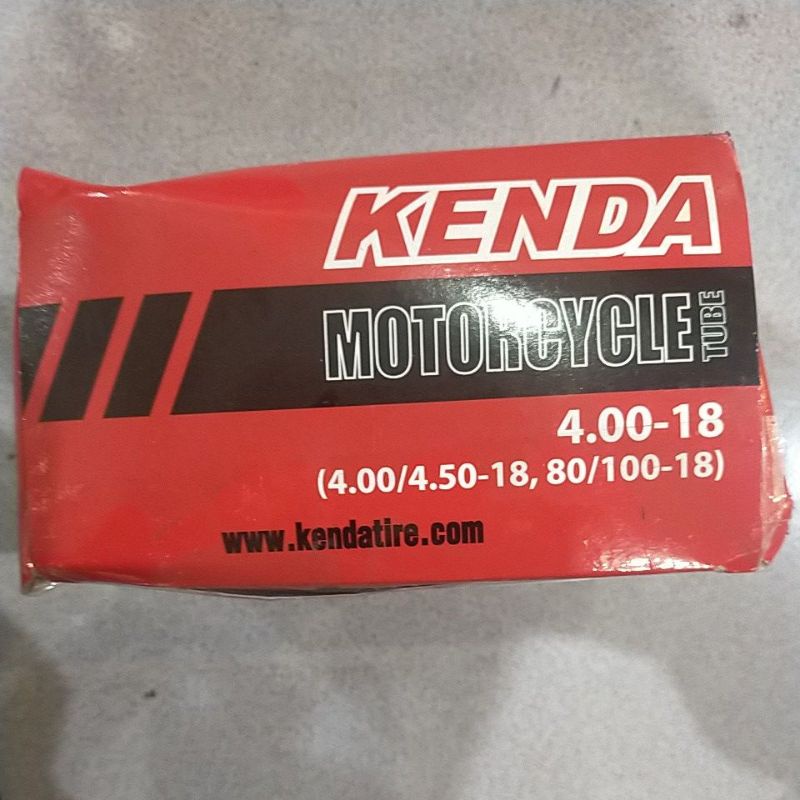 KENDA
MOTORCYCLE TUBE
4.00-18
(4.00/4.50-18, 80/100-18)
www.kendatire.com